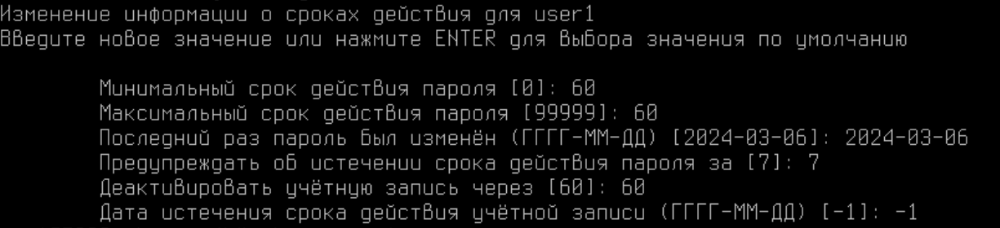 Изменение информации о сроках действия для user1
Введите новое значение или нажмите ENTER для выбора значения по умолчанию
Минимальный срок действия пароля [0]: 60
Максимальный срок действия пароля [99999]: 60
Последний раз пароль был изменён (ГГГГ-ММ-ДД) [2024-03-06]: 2024-03-06
Предупреждать об истечении срока действия пароля за [7]: 7
Деактивировать учётную запись через [60]: 60
Дата истечения срока действия учётной записи (ГГГГ-ММ-ДД) [-1]: -1